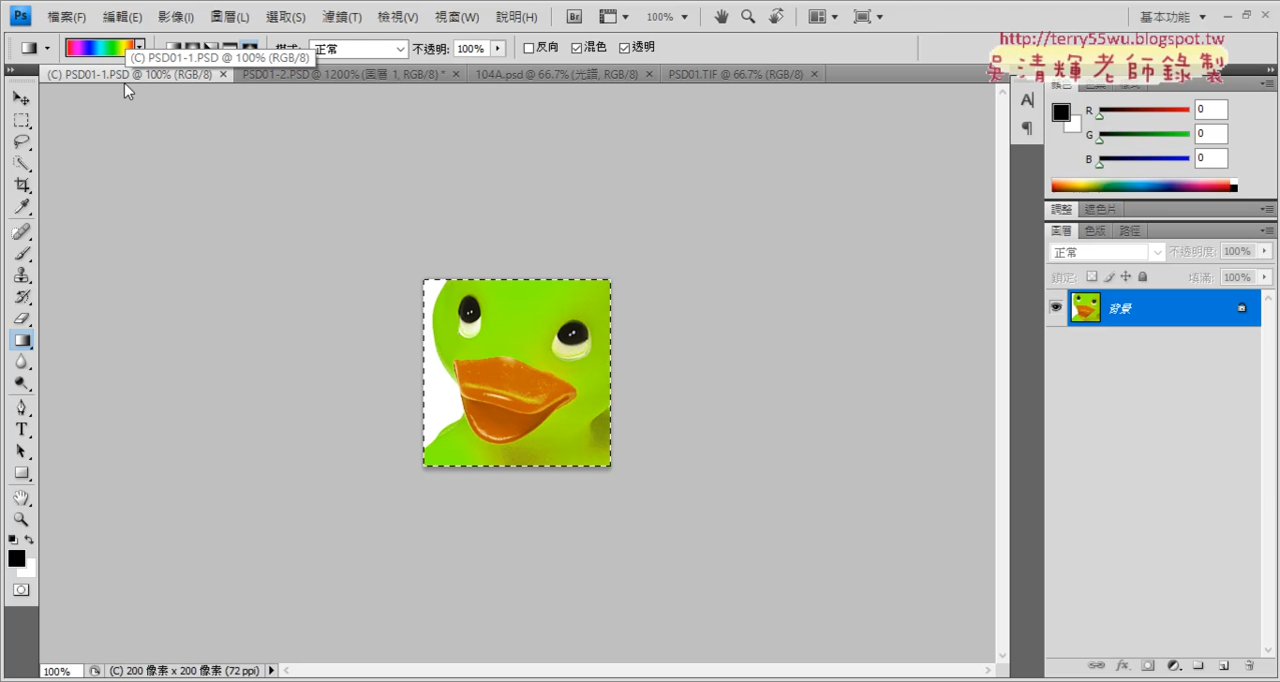 Ps 檔案(F) 編輯(E) 影像(I) 圖層(L) 選取(S) 濾鏡(T) 檢視(V) 視窗(W) 說明(H) Br 100% 基本功能
http://terry55wu.blogspot.tw
正常 不透明: 100% 反向 混色 透明
(C) PSD01-1.PSD @ 100% (RGB/8)
吳清輝老師錄製
(C) PSD01-1.PSD @ 100% (RGB/8) × PSD01-2.PSD @ 1200% (圖層 1, RGB/8) * × 104A.psd @ 66.7% (光譜, RGB/8) × PSD01.TIF @ 66.7% (RGB/8) ×
R 0
G 0
B 0
調整 遮色片
圖層 色版 路徑
正常 不透明度: 100%
鎖定: 填滿: 100%
背景
100% (C) 200 像素 x 200 像素 (72 ppi)